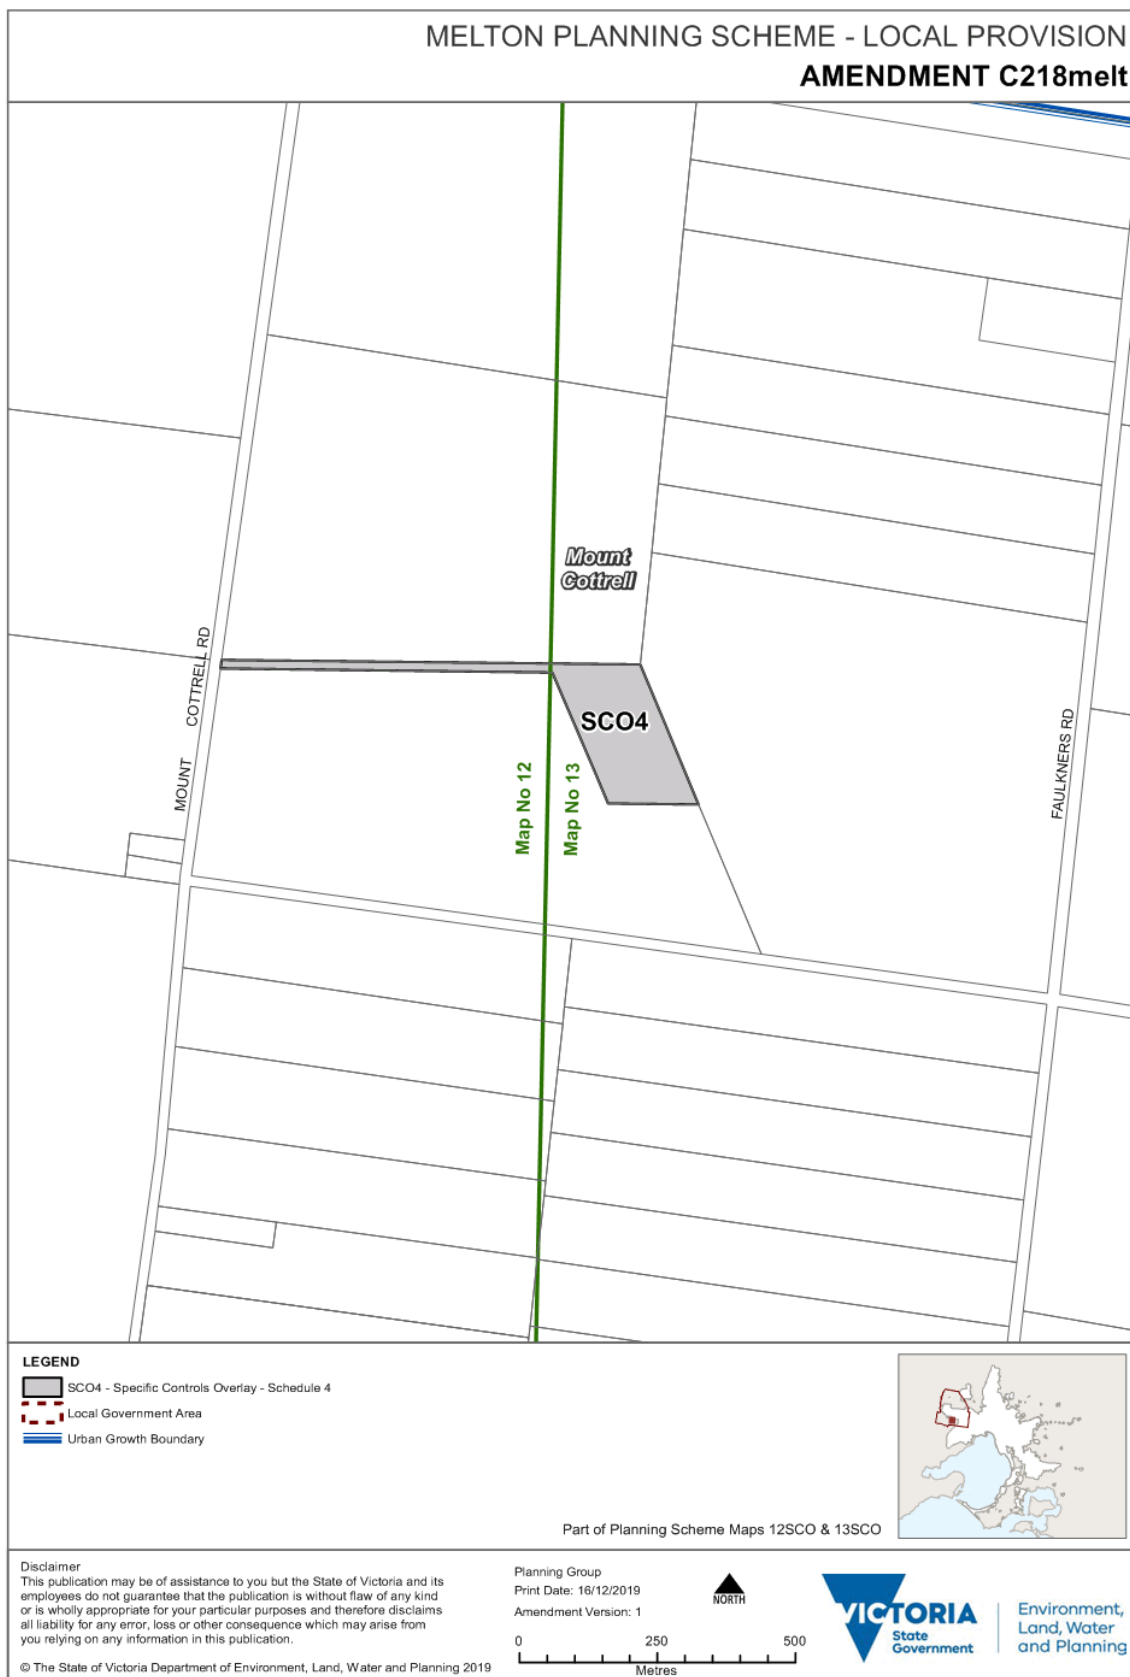 MELTON PLANNING SCHEME - LOCAL PROVISION
AMENDMENT C218melt
Mount
Cottrell
MOUNT COTTRELL RD
SCO4
FAULKNERS RD
Map No 12
Map No 13
LEGEND
SCO4 - Specific Controls Overlay - Schedule 4
Local Government Area
Urban Growth Boundary
Part of Planning Scheme Maps 12SCO & 13SCO
Disclaimer
This publication may be of assistance to you but the State of Victoria and its
employees do not guarantee that the publication is without flaw of any kind
or is wholly appropriate for your particular purposes and therefore disclaims
all liability for any error, loss or other consequence which may arise from
you relying on any information in this publication.
© The State of Victoria Department of Environment, Land, Water and Planning 2019
Planning Group
Print Date: 16/12/2019
Amendment Version: 1
NORTH
0 250 500
Metres
VICTORIA
State
Government
Environment,
Land, Water
and Planning